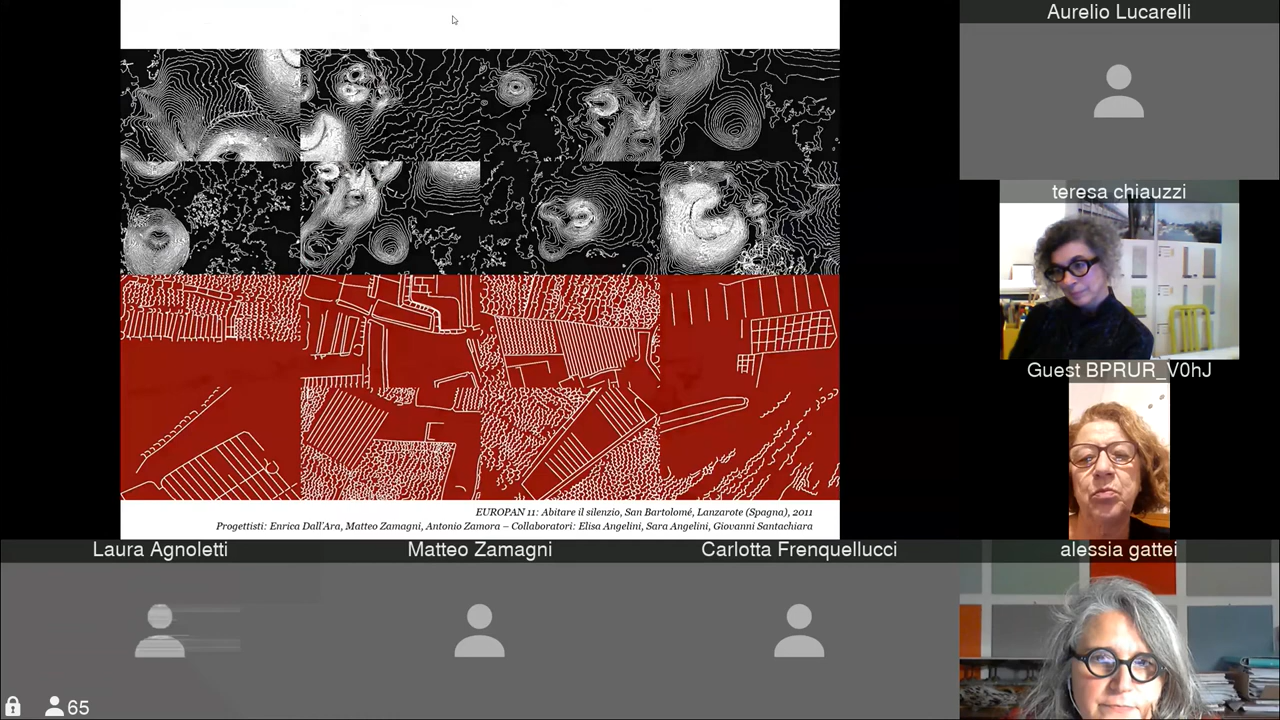 Aurelio Lucarelli
teresa chiauzzi
Guest BPRUR_V0hJ
EUROPAN 11: Abitare il silenzio, San Bartolomé, Lanzarote (Spagna), 2011
Progettisti: Enrica Dall'Ara, Matteo Zamagni, Antonio Zamora – Collaboratori: Elisa Angelini, Sara Angelini, Giovanni Santachiara
Laura Agnoletti
Matteo Zamagni
Carlotta Frenquellucci
alessia gattei
65